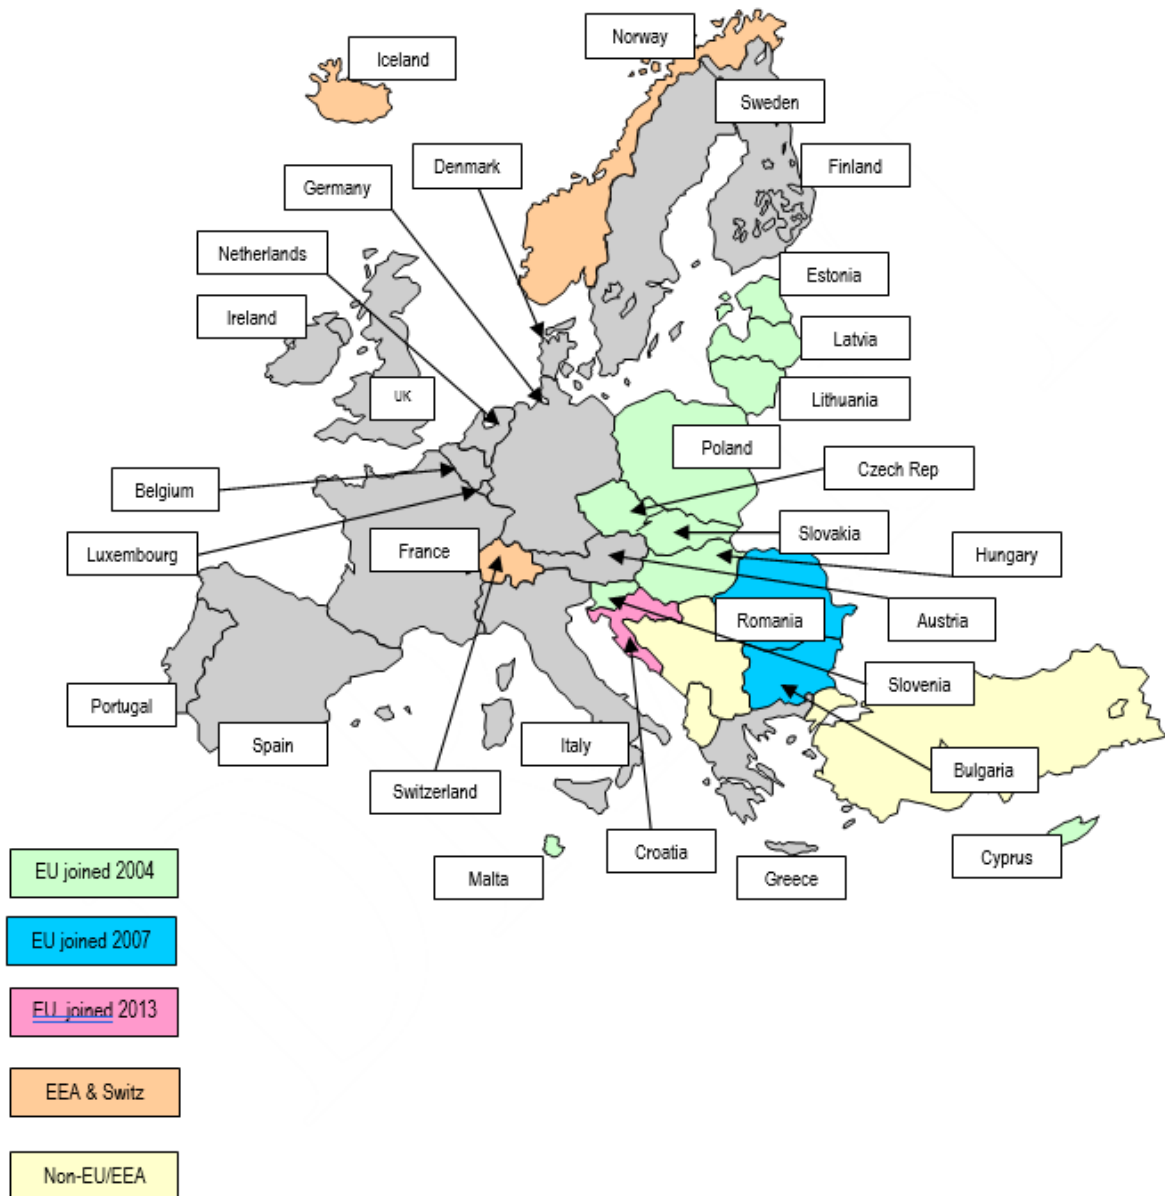 Norway
Iceland
Sweden
Denmark
Finland
Germany
Netherlands
Estonia
Ireland
Latvia
UK
Lithuania
Poland
Czech Rep
Belgium
Slovakia
Luxembourg
France
Hungary
Romania
Austria
Slovenia
Portugal
Spain
Italy
Bulgaria
Switzerland
Croatia
Cyprus
Malta
Greece
EU joined 2004
EU joined 2007
EU joined 2013
EEA & Switz
Non-EU/EEA